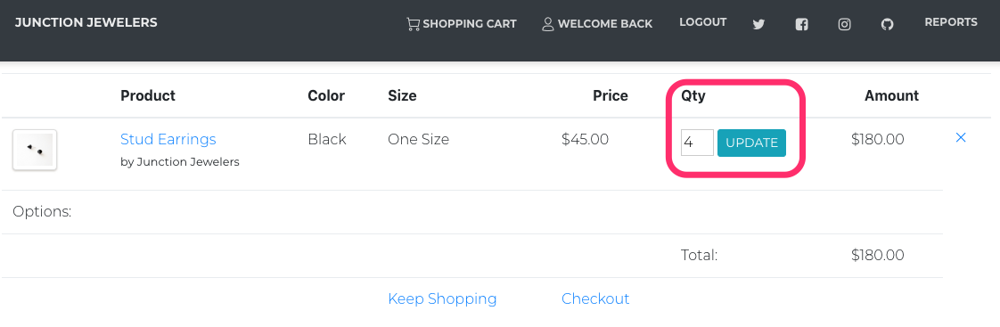 JUNCTION JEWELERS SHOPPING CART WELCOME BACK LOGOUT REPORTS
Product Color Size Price Qty Amount
Stud Earrings Black One Size $45.00 4 UPDATE $180.00
by Junction Jewelers
Options:
Total: $180.00
Keep Shopping Checkout